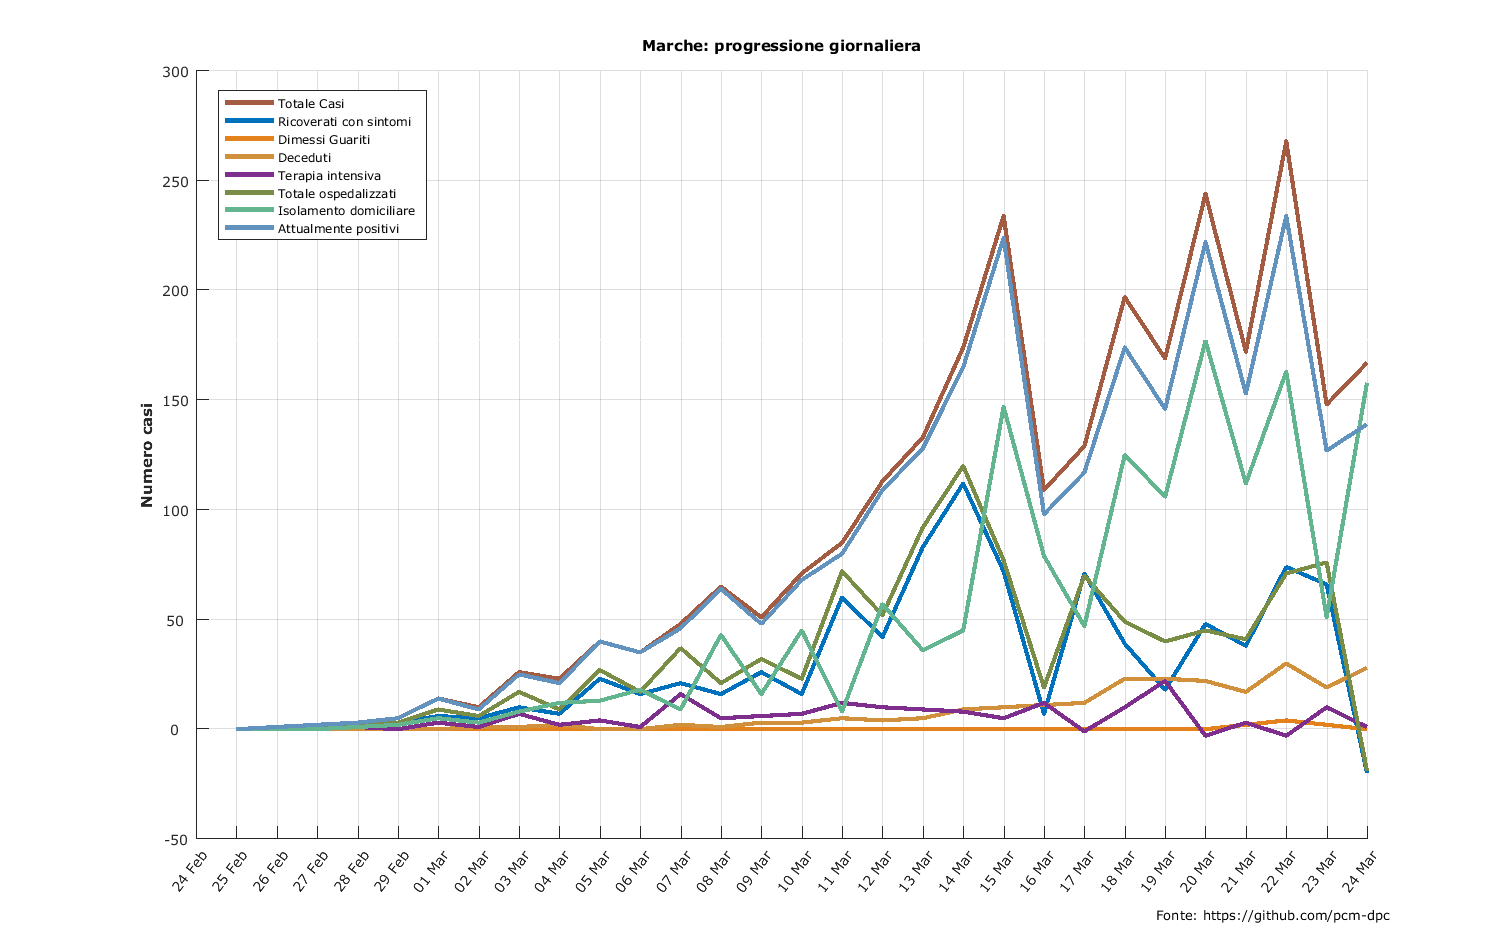 Marche: progressione giornaliera
300
250
200
150
100
50
0
-50
Numero casi
Totale Casi
Ricoverati con sintomi
Dimessi Guariti
Deceduti
Terapia intensiva
Totale ospedalizzati
Isolamento domiciliare
Attualmente positivi
24 Feb
25 Feb
26 Feb
27 Feb
28 Feb
29 Feb
01 Mar
02 Mar
03 Mar
04 Mar
05 Mar
06 Mar
07 Mar
08 Mar
09 Mar
10 Mar
11 Mar
12 Mar
13 Mar
14 Mar
15 Mar
16 Mar
17 Mar
18 Mar
19 Mar
20 Mar
21 Mar
22 Mar
23 Mar
24 Mar
Fonte: https://github.com/pcm-dpc